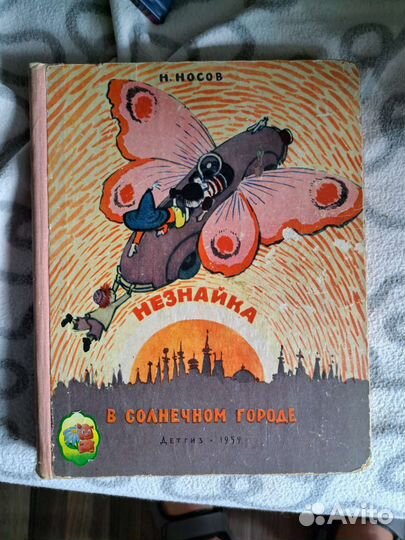 Н. НОСОВ
НЕЗНАЙКА
В СОЛНЕЧНОМ ГОРОДЕ
ДЕТГИЗ • 1959
Avito